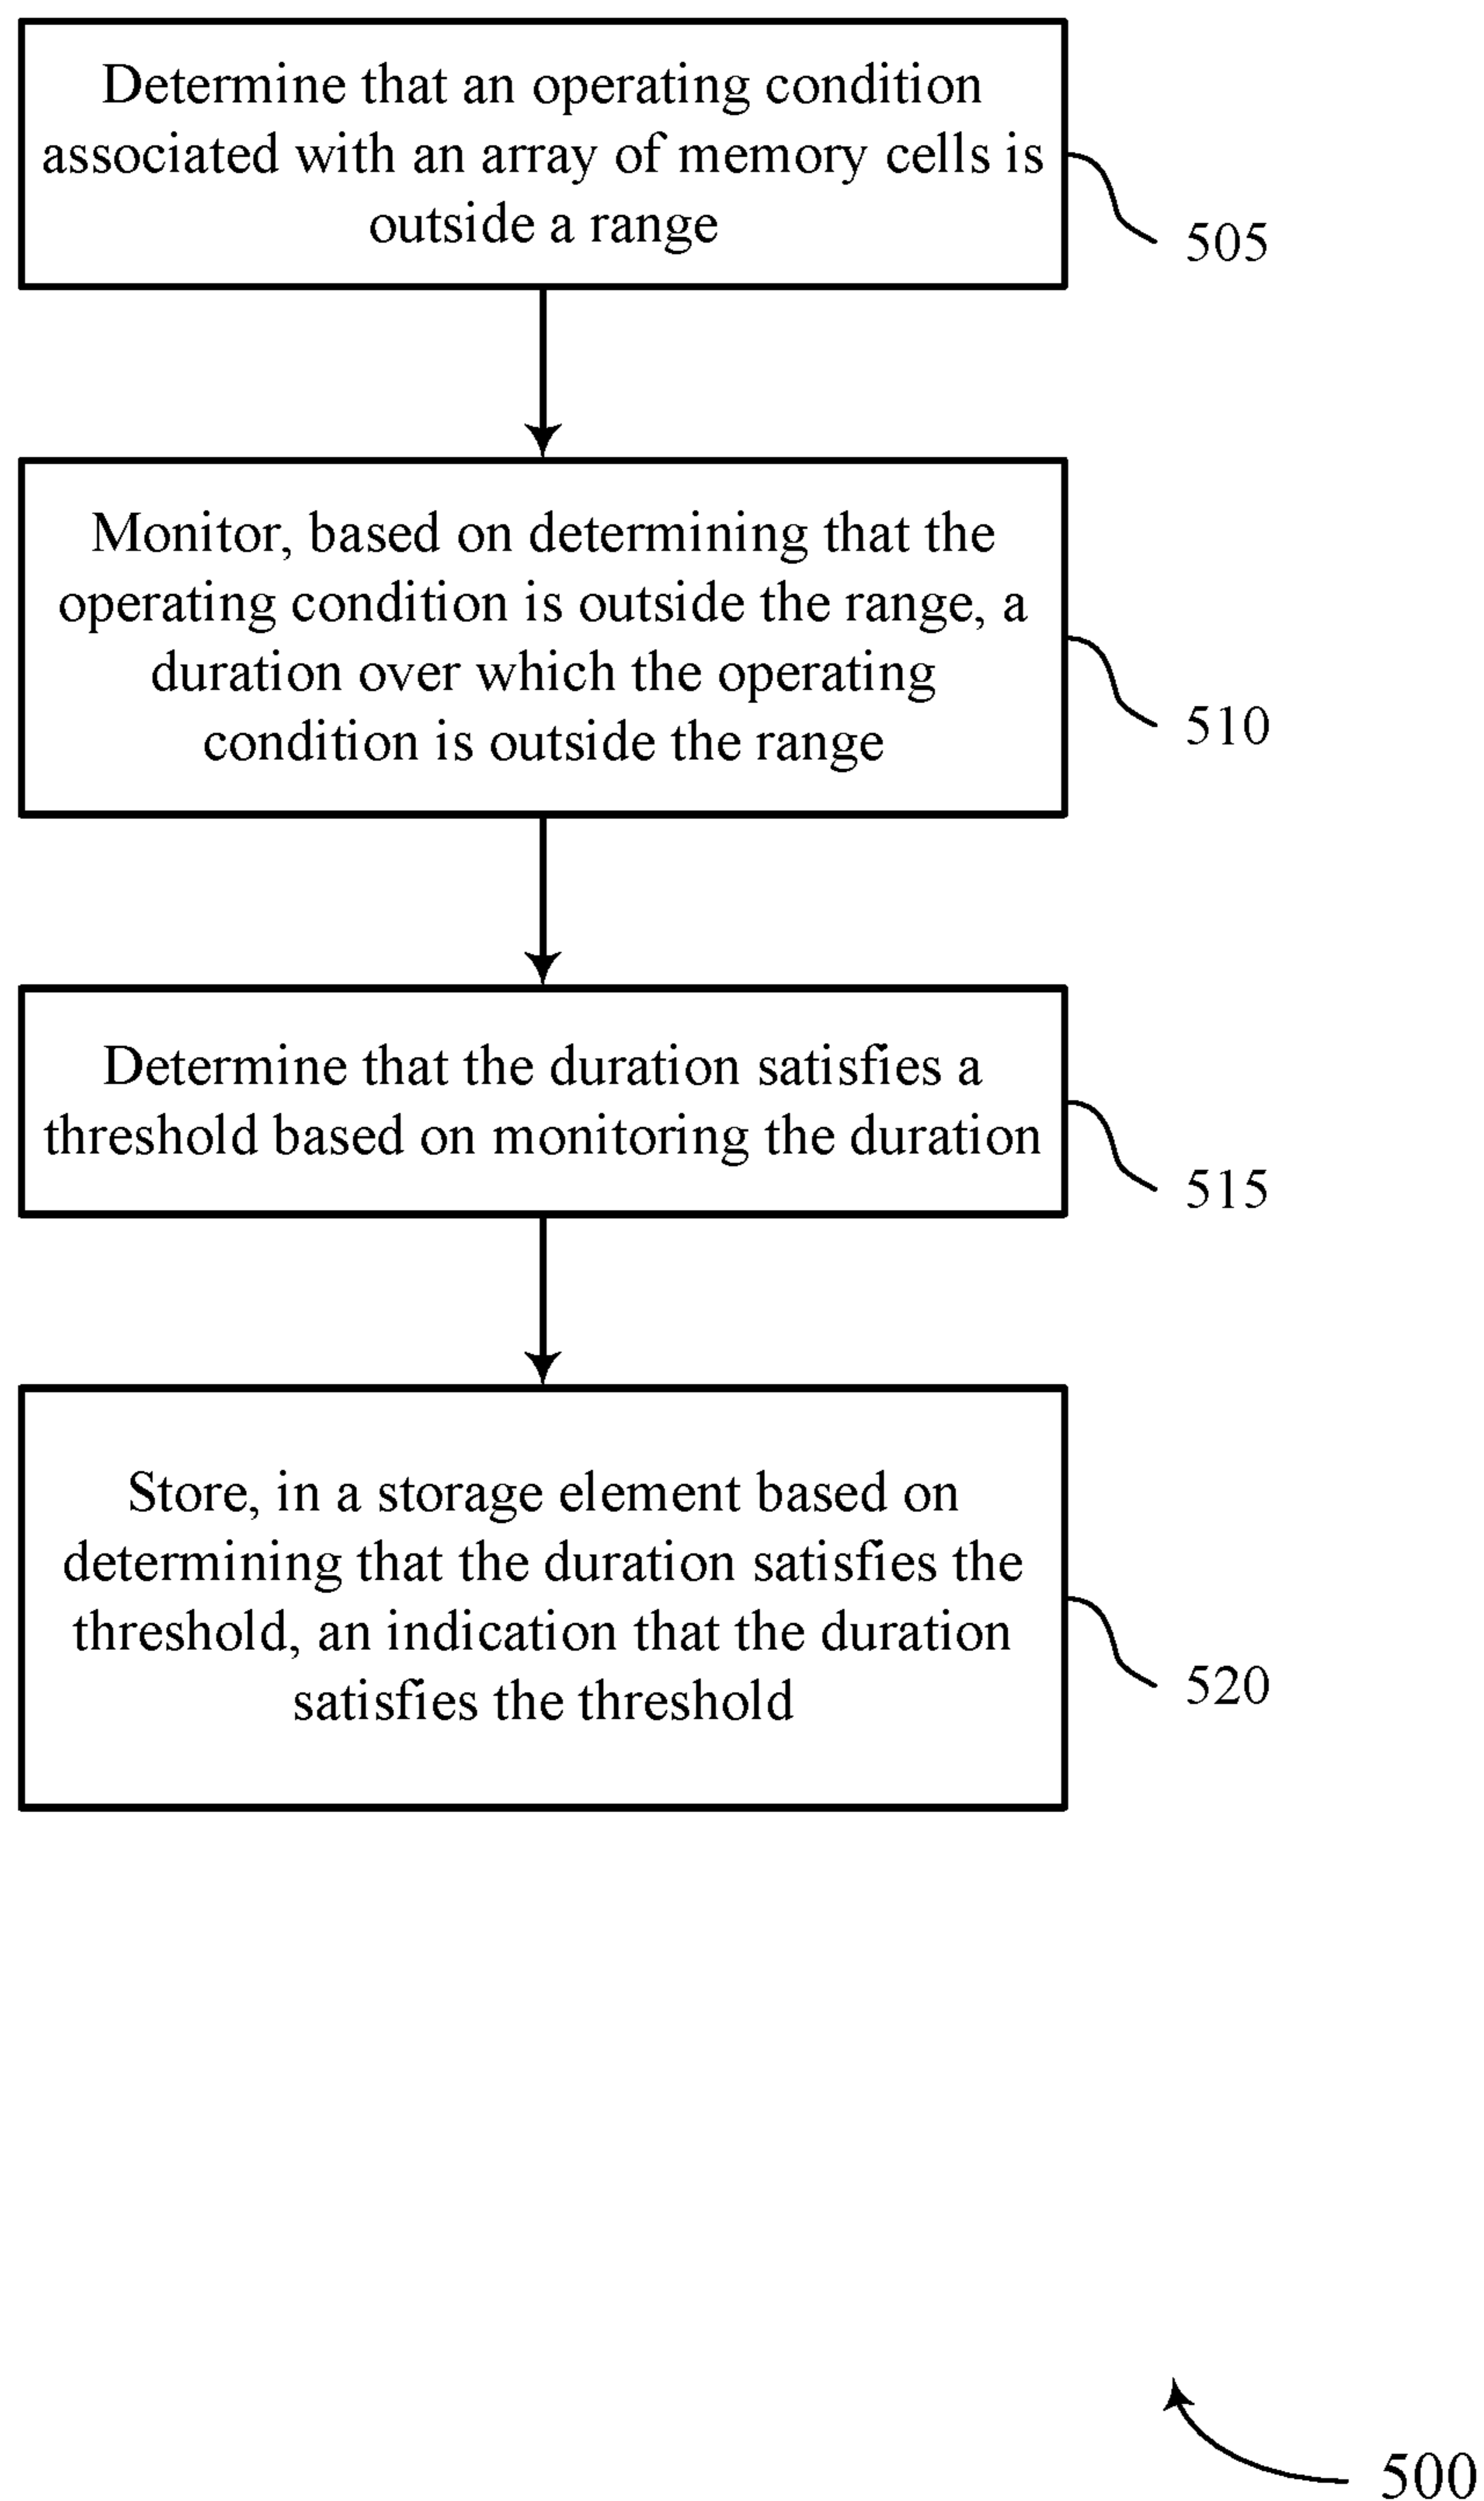 Determine that an operating condition
associated with an array of memory cells is
outside a range
505
Monitor, based on determining that the
operating condition is outside the range, a
duration over which the operating
condition is outside the range
510
Determine that the duration satisfies a
threshold based on monitoring the duration
515
Store, in a storage element based on
determining that the duration satisfies the
threshold, an indication that the duration
satisfies the threshold
520
500